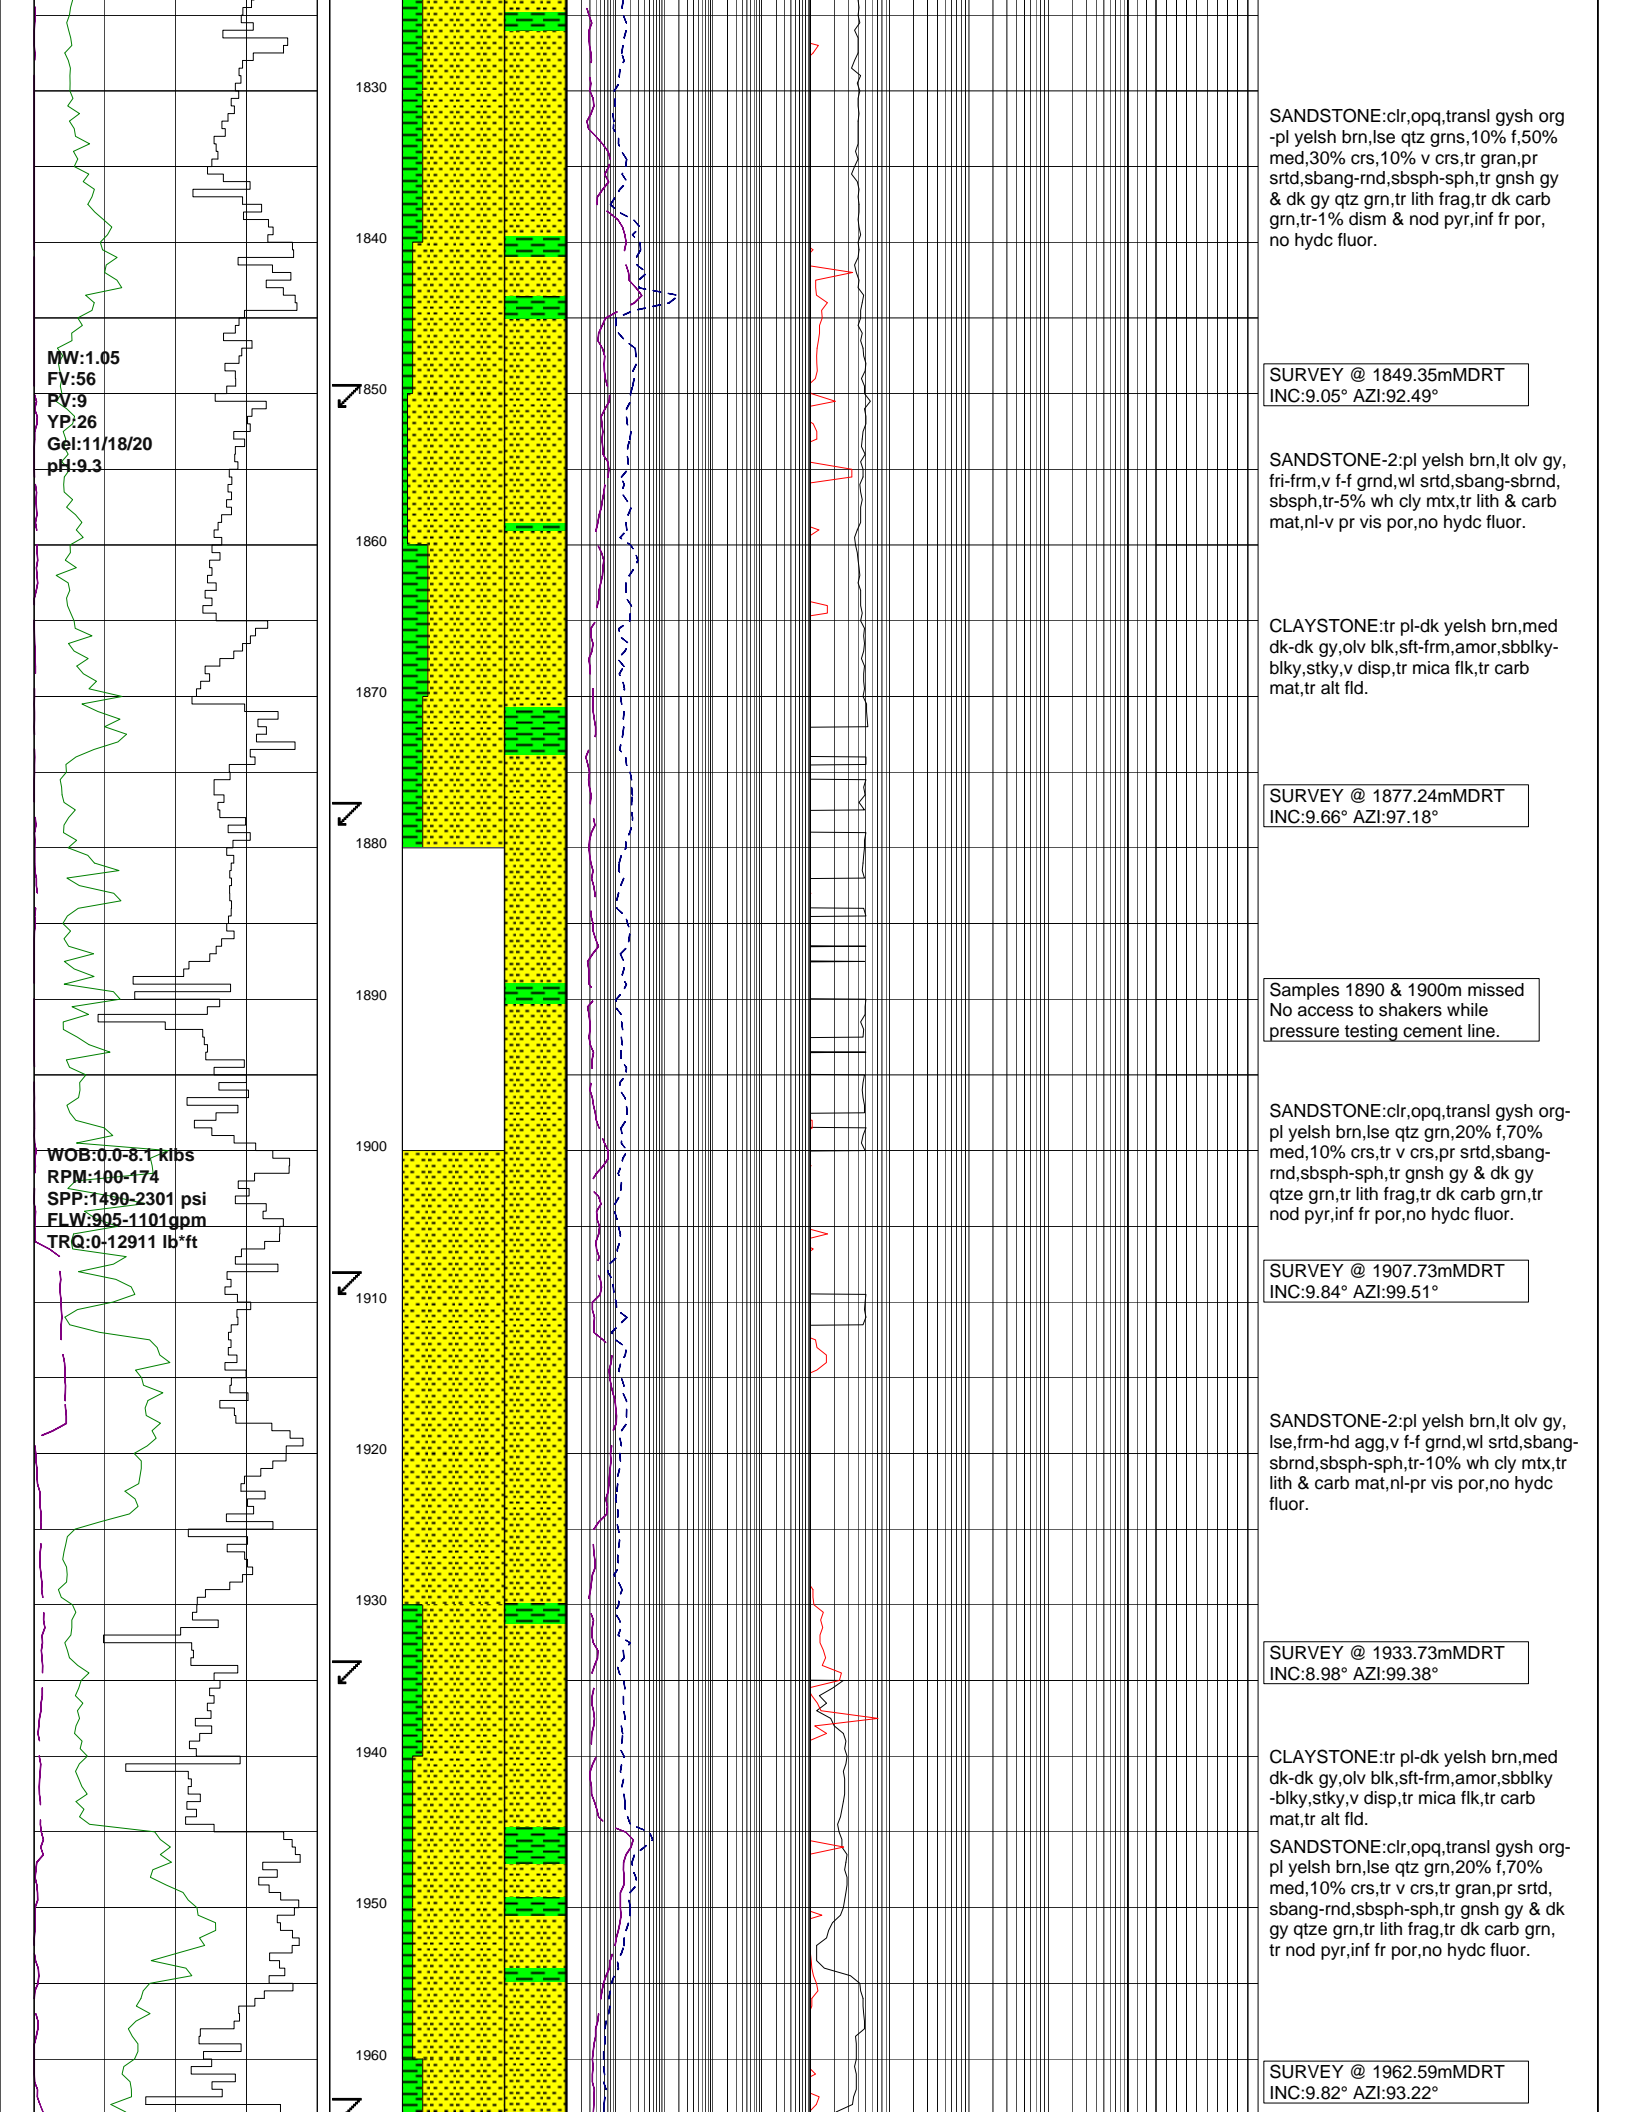 MW:1.05
FV:56
PV:9
YP:26
Gel:11/18/20
pH:9.3
WOB:0.0-8.1 klbs
RPM:100-174
SPP:1490-2301 psi
FLW:905-1101gpm
TRQ:0-12911 lb*ft
1830
1840
1850
1860
1870
1880
1890
1900
1910
1920
1930
1940
1950
1960
SANDSTONE:clr,opq,transl gysh org
-pl yelsh brn,lse qtz grns,10% f,50%
med,30% crs,10% v crs,tr gran,pr
srtd,sbang-rnd,sbsph-sph,tr gnsh gy
& dk gy qtz grn,tr lith frag,tr dk carb
grn,tr-1% dism & nod pyr,inf fr por,
no hydc fluor.
SURVEY @ 1849.35mMDRT
INC:9.05° AZI:92.49°
SANDSTONE-2:pl yelsh brn,lt olv gy,
fri-frm,v f-f grnd,wl srtd,sbang-sbrnd,
sbsph,tr-5% wh cly mtx,tr lith & carb
mat,nl-v pr vis por,no hydc fluor.
CLAYSTONE:tr pl-dk yelsh brn,med
dk-dk gy,olv blk,sft-frm,amor,sbblky-
blky,stky,v disp,tr mica flk,tr carb
mat,tr alt fld.
SURVEY @ 1877.24mMDRT
INC:9.66° AZI:97.18°
Samples 1890 & 1900m missed
No access to shakers while
pressure testing cement line.
SANDSTONE:clr,opq,transl gysh org-
pl yelsh brn,lse qtz grn,20% f,70%
med,10% crs,tr v crs,pr srtd,sbang-
rnd,sbsph-sph,tr gnsh gy & dk gy
qtze grn,tr lith frag,tr dk carb grn,tr
nod pyr,inf fr por,no hydc fluor.
SURVEY @ 1907.73mMDRT
INC:9.84° AZI:99.51°
SANDSTONE-2:pl yelsh brn,lt olv gy,
lse,frm-hd agg,v f-f grnd,wl srtd,sbang-
sbrnd,sbsph-sph,tr-10% wh cly mtx,tr
lith & carb mat,nl-pr vis por,no hydc
fluor.
SURVEY @ 1933.73mMDRT
INC:8.98° AZI:99.38°
CLAYSTONE:tr pl-dk yelsh brn,med
dk-dk gy,olv blk,sft-frm,amor,sbblky
-blky,stky,v disp,tr mica flk,tr carb
mat,tr alt fld.
SANDSTONE:clr,opq,transl gysh org-
pl yelsh brn,lse qtz grn,20% f,70%
med,10% crs,tr v crs,tr gran,pr srtd,
sbang-rnd,sbsph-sph,tr gnsh gy & dk
gy qtze grn,tr lith frag,tr dk carb grn,
tr nod pyr,inf fr por,no hydc fluor.
SURVEY @ 1962.59mMDRT
INC:9.82° AZI:93.22°